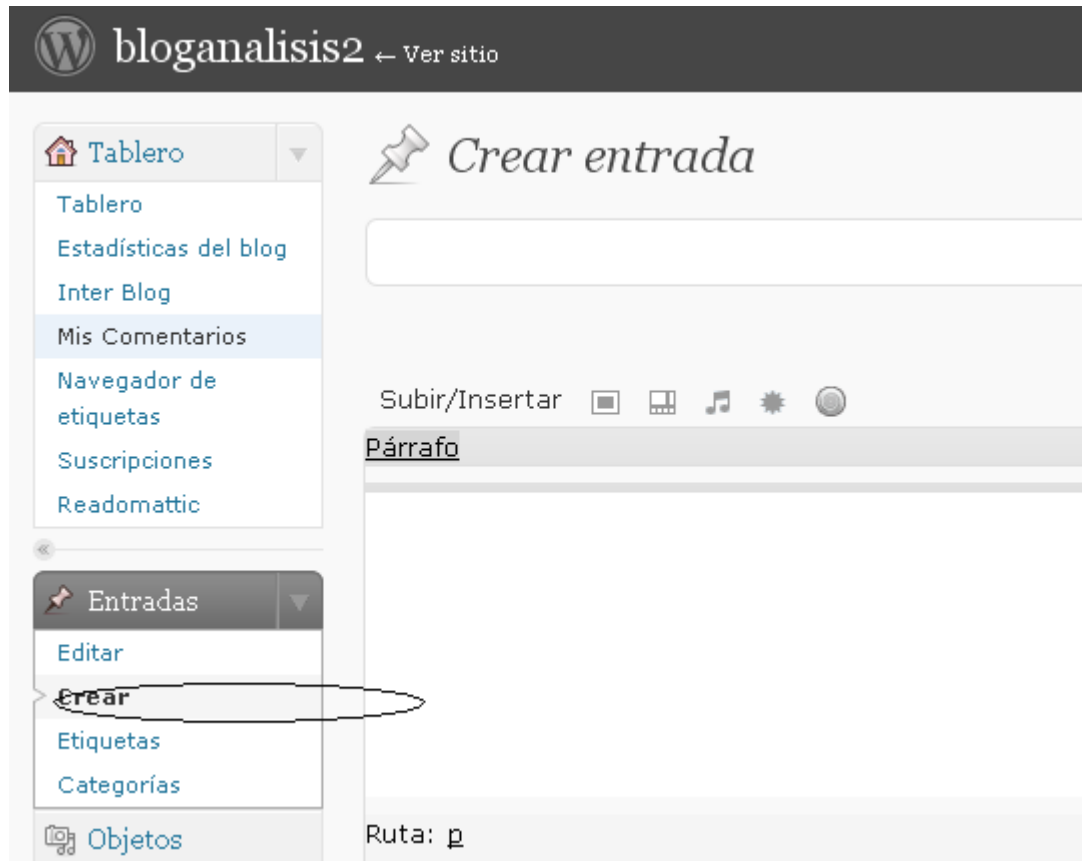 bloganalisis2 ← Ver sitio
Tablero
Tablero
Estadísticas del blog
Inter Blog
Mis Comentarios
Navegador de
etiquetas
Suscripciones
Readomattic
Entradas
Editar
Crear
Etiquetas
Categorías
Objetos
Crear entrada
Subir/Insertar
Párrafo
Ruta: p